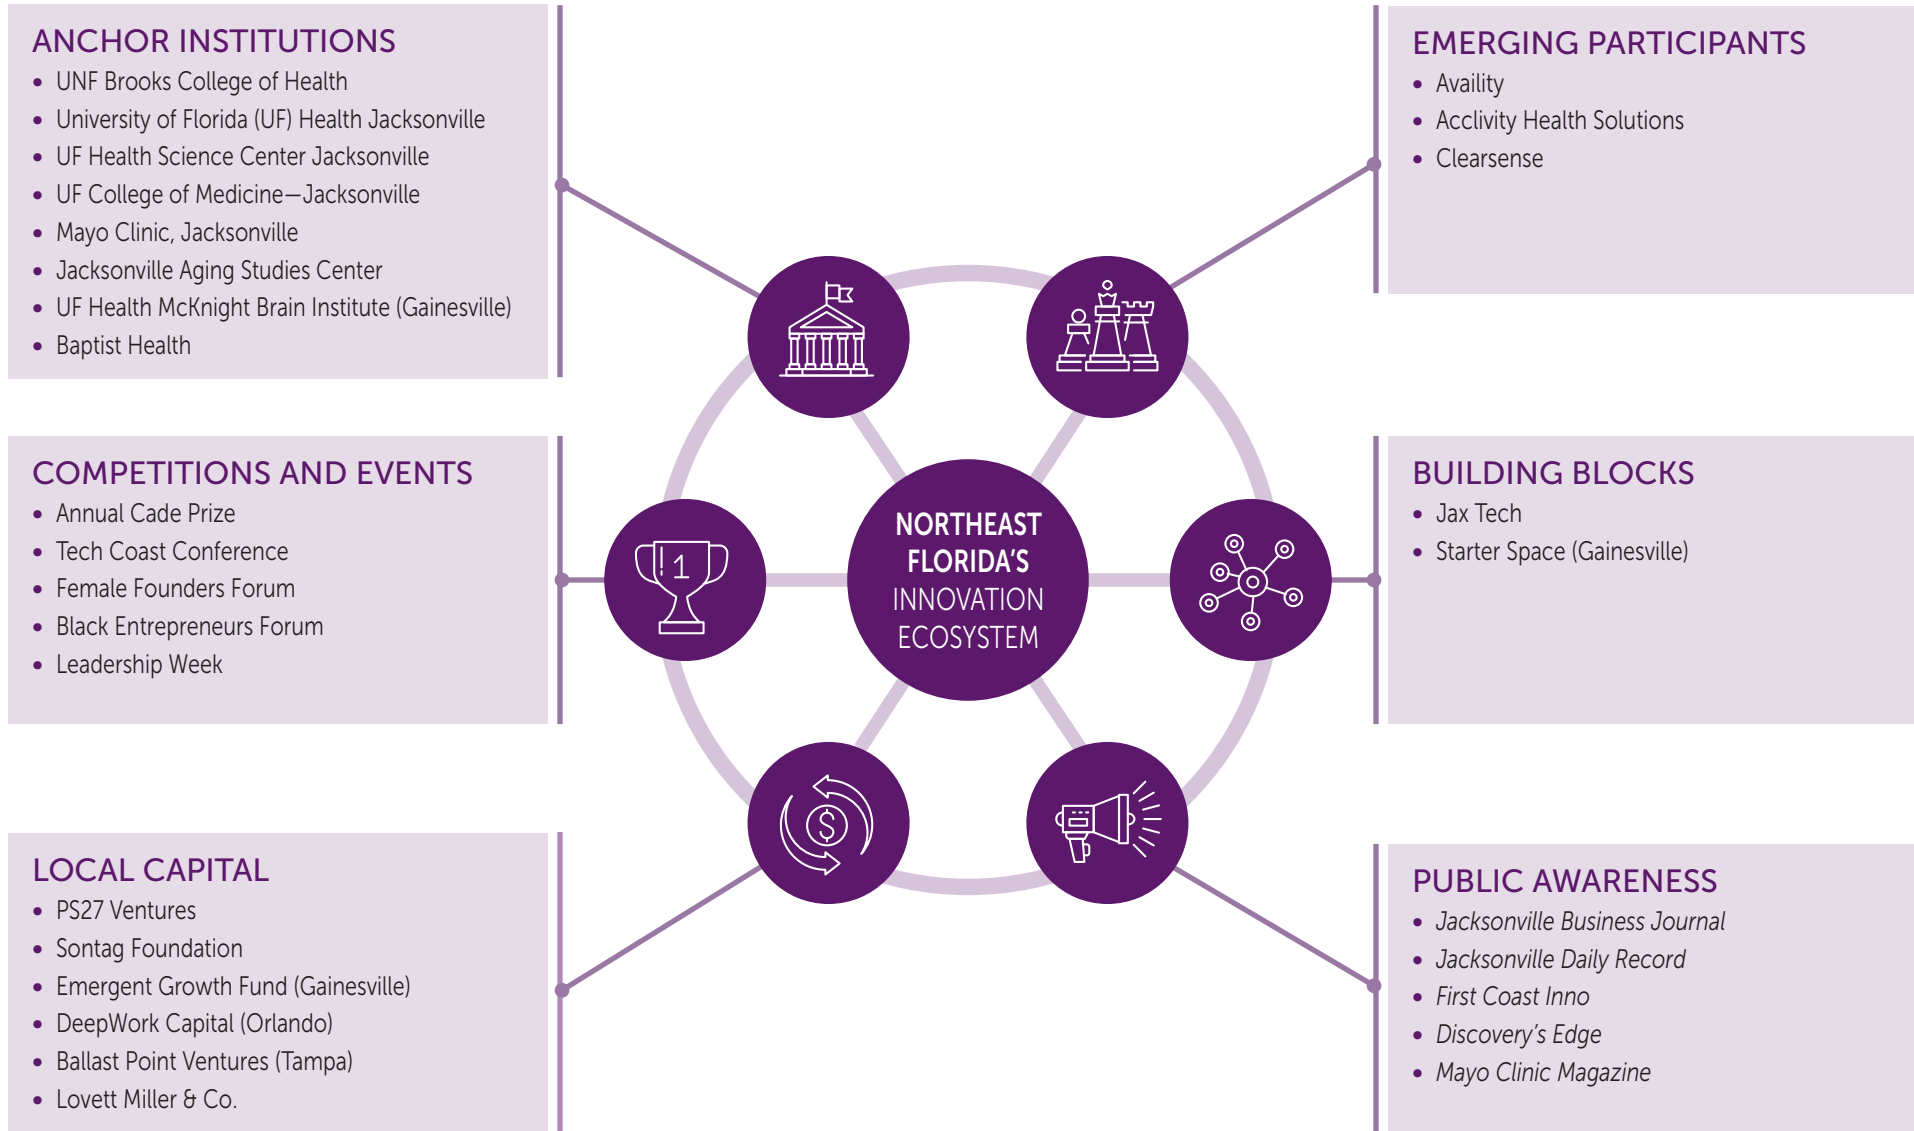 ANCHOR INSTITUTIONS
• UNF Brooks College of Health
• University of Florida (UF) Health Jacksonville
• UF Health Science Center Jacksonville
• UF College of Medicine—Jacksonville
• Mayo Clinic, Jacksonville
• Jacksonville Aging Studies Center
• UF Health McKnight Brain Institute (Gainesville)
• Baptist Health
COMPETITIONS AND EVENTS
• Annual Cade Prize
• Tech Coast Conference
• Female Founders Forum
• Black Entrepreneurs Forum
• Leadership Week
LOCAL CAPITAL
• PS27 Ventures
• Sontag Foundation
• Emergent Growth Fund (Gainesville)
• DeepWork Capital (Orlando)
• Ballast Point Ventures (Tampa)
• Lovett Miller & Co.
1
$
NORTHEAST
FLORIDA'S
INNOVATION
ECOSYSTEM
EMERGING PARTICIPANTS
• Availity
• Acclivity Health Solutions
• Clearsense
BUILDING BLOCKS
• Jax Tech
• Starter Space (Gainesville)
PUBLIC AWARENESS
• Jacksonville Business Journal
• Jacksonville Daily Record
• First Coast Inno
• Discovery's Edge
• Mayo Clinic Magazine